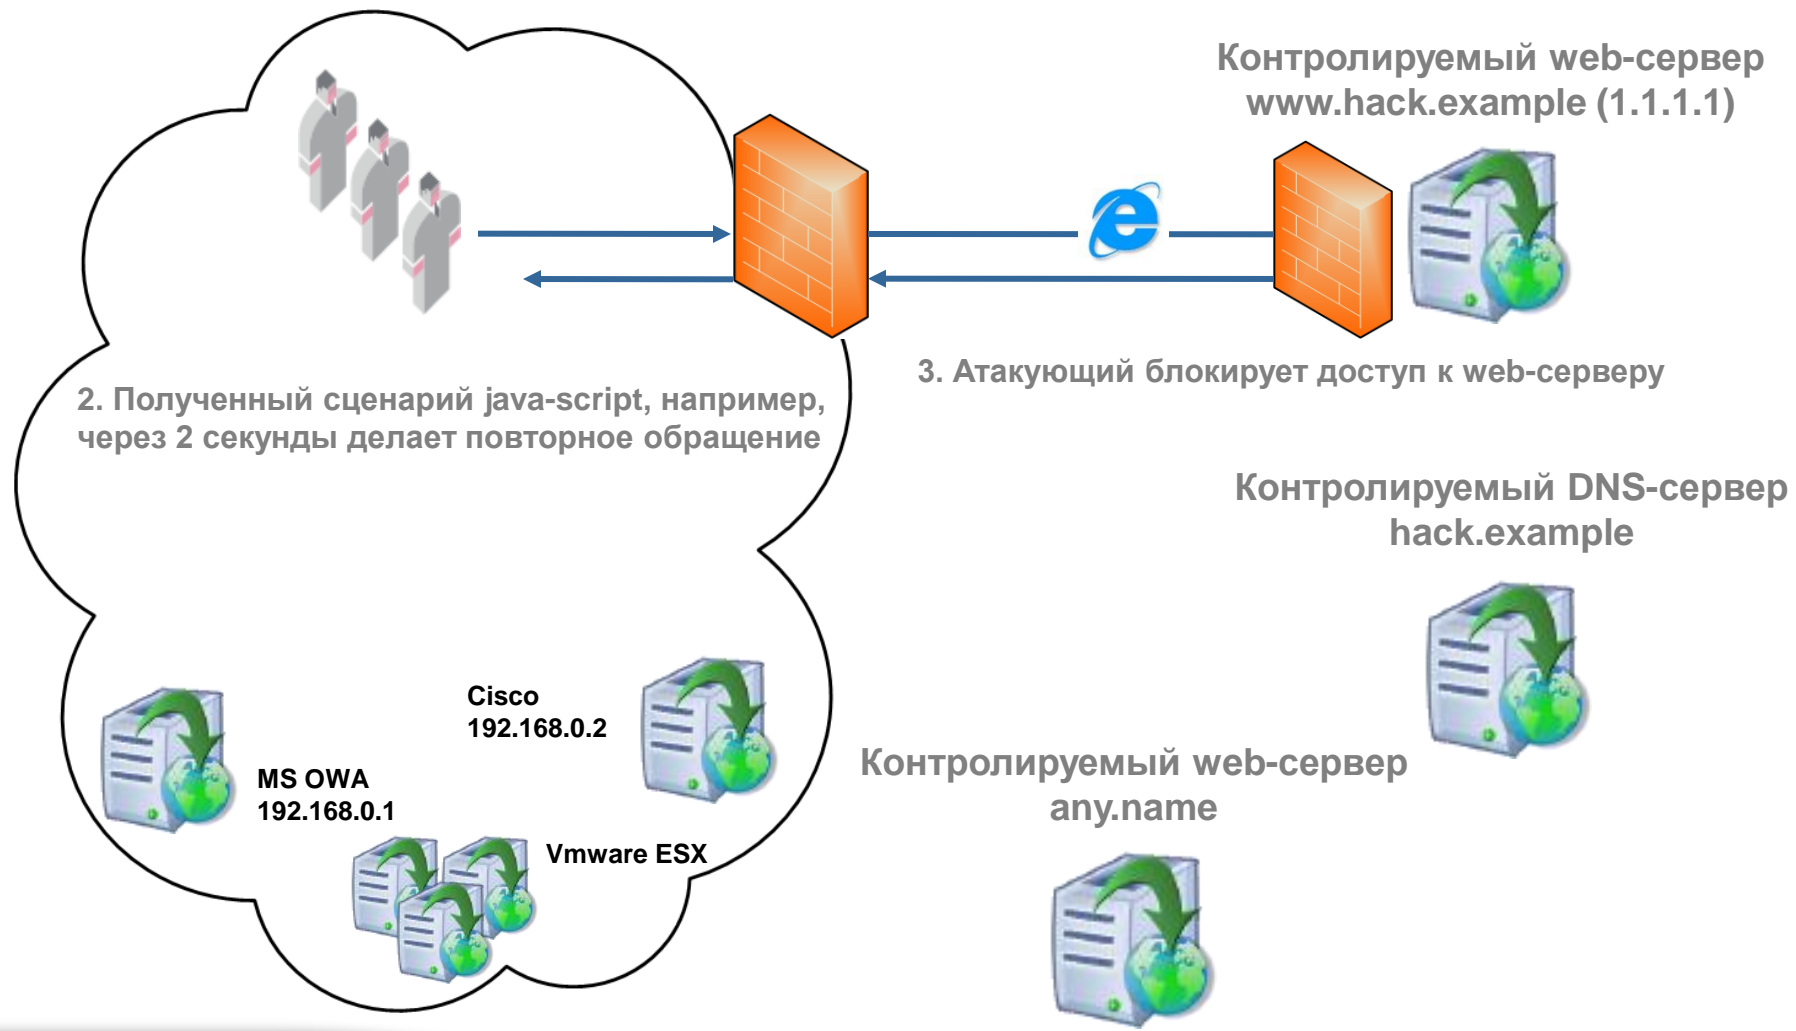 Контролируемый web-сервер
www.hack.example (1.1.1.1)
3. Атакующий блокирует доступ к web-серверу
2. Полученный сценарий java-script, например,
через 2 секунды делает повторное обращение
Контролируемый DNS-сервер
hack.example
Cisco
192.168.0.2
MS OWA
192.168.0.1
Vmware ESX
Контролируемый web-сервер
any.name